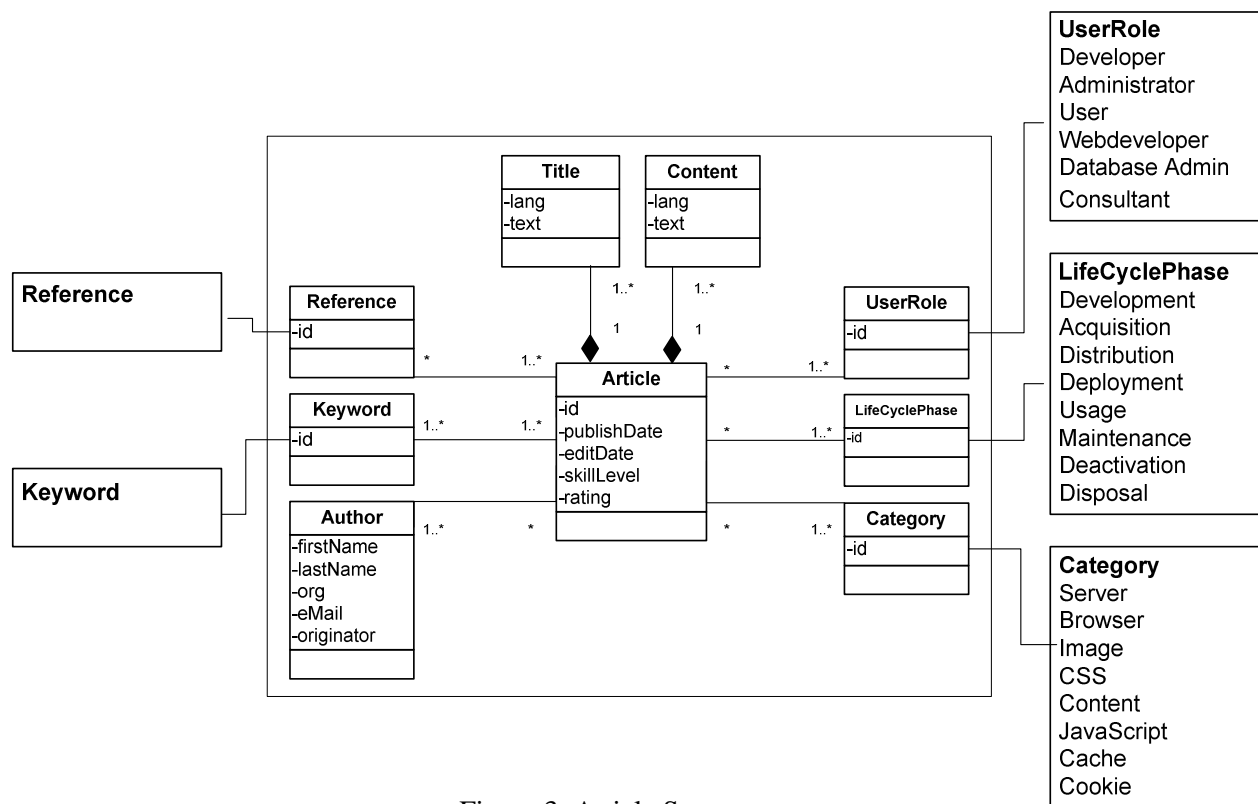 UserRole
Developer
Administrator
User
Webdeveloper
Database Admin
Consultant
Title
-lang
-text
Content
-lang
-text
LifeCyclePhase
Development
Acquisition
Distribution
Deployment
Usage
Maintenance
Deactivation
Disposal
Reference
Reference
-id
1..*
1..*
1
1
UserRole
-id
*
1..*
*
1..*
Article
-id
-publishDate
-editDate
-skillLevel
-rating
Keyword
-id
1..*
1..*
LifeCyclePhase
-id
*
1..*
Keyword
Author
-firstName
-lastName
-org
-eMail
-originator
1..*
*
*
1..*
Category
-id
Category
Server
Browser
Image
CSS
Content
JavaScript
Cache
Cookie